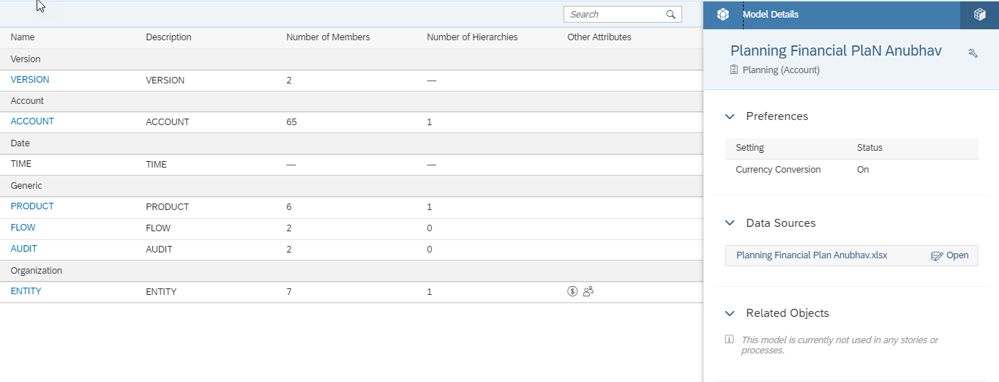 Search
Name Description Number of Members Number of Hierarchies Other Attributes
Version
VERSION VERSION 2 —
Account
ACCOUNT ACCOUNT 65 1
Date
TIME TIME — —
Generic
PRODUCT PRODUCT 6 1
FLOW FLOW 2 0
AUDIT AUDIT 2 0
Organization
ENTITY ENTITY 7 1
Model Details
Planning Financial PlaN Anubhav
Planning (Account)
Preferences
Setting Status
Currency Conversion On
Data Sources
Planning Financial Plan Anubhav.xlsx Open
Related Objects
This model is currently not used in any stories or
processes.